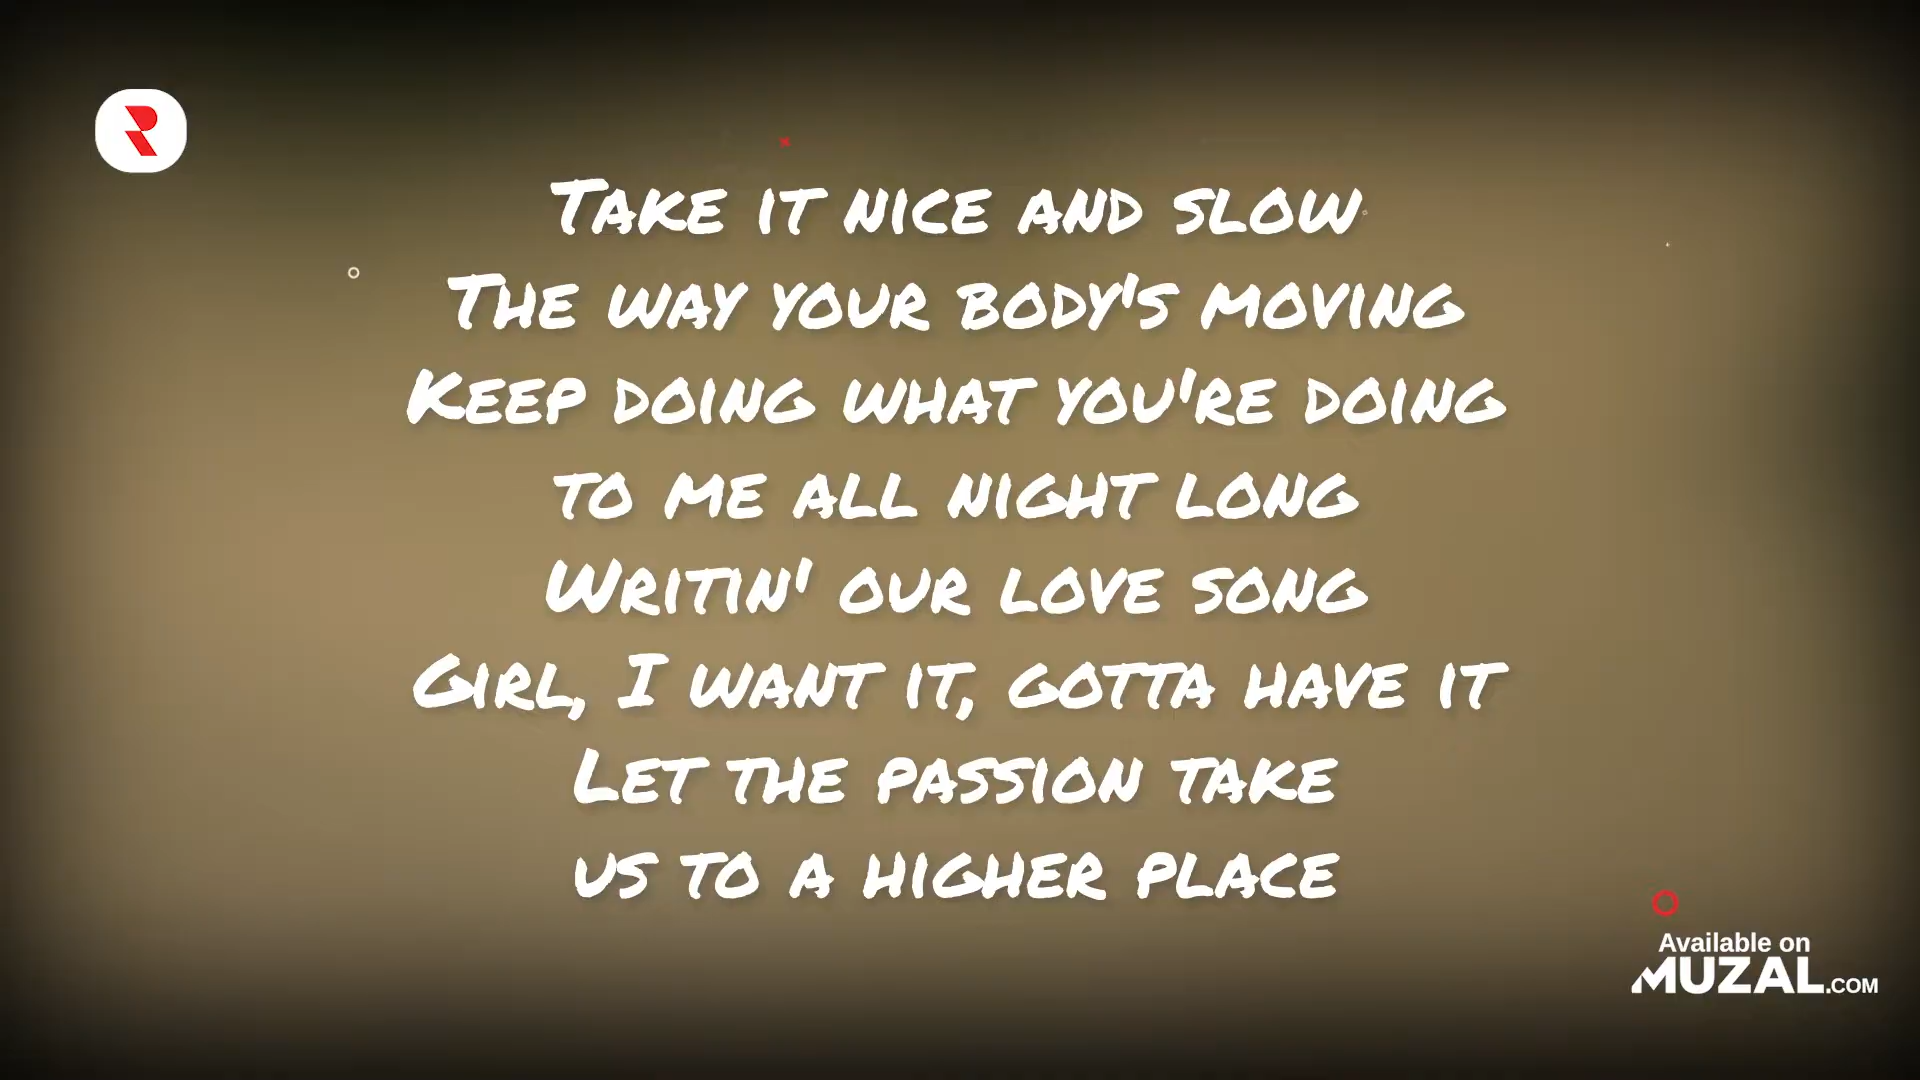 R
Take it nice and slow
The way your body's moving
Keep doing what you're doing
to me all night long
Writin' our love song
Girl, I want it, gotta have it
Let the passion take
us to a higher place
Available on
MUZAL.COM